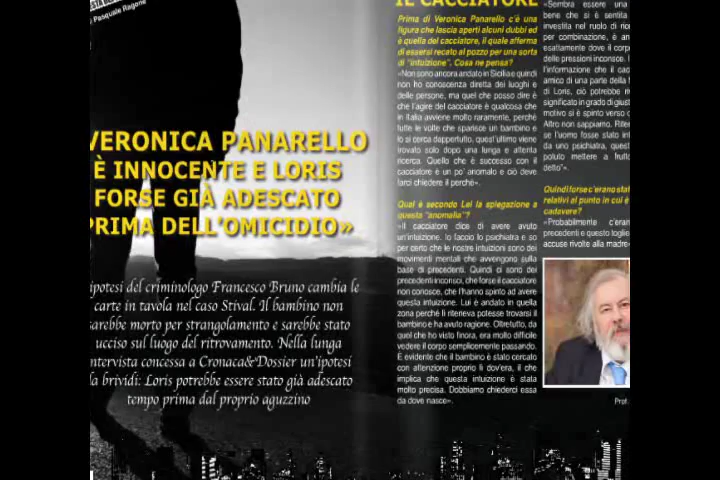 Pasquale Ragone
VERONICA PANARELLO
È INNOCENTE E LORIS
FORSE GIÀ ADESCATO
PRIMA DELL'OMICIDIO»
ipotesi del criminologo Francesco Bruno cambia le
carte in tavola nel caso Stival. Il bambino non
sarebbe morto per strangolamento e sarebbe stato
ucciso sul luogo del ritrovamento. Nella lunga
intervista concessa a Cronaca&Dossier un'ipotesi
da brividi: Loris potrebbe essere stato già adescato
tempo prima dal proprio aguzzino
IL CACCIATORE
Prima di Veronica Panarello c'è una
figura che lascia aperti alcuni dubbi ed
è quella del cacciatore, il quale afferma
di essersi recato al pozzo per una sorta
di "intuizione". Cosa ne pensa?
«Non sono ancora andato in Sicilia e quindi
non ho conoscenza diretta dei luoghi e
delle persone, ma quel che posso dire è
che l'agire del cacciatore è qualcosa che
in Italia avviene molto raramente, perché
tutte le volte che sparisce un bambino e
lo si cerca dappertutto, quest'ultimo viene
trovato solo dopo una lunga e attenta
ricerca. Quello che è successo con il
cacciatore è un po' anomalo e ciò deve
farci chiedere il perché».
Qual è secondo Lei la spiegazione a
questa "anomalia"?
«Il cacciatore dice di avere avuto
un'intuizione. Io faccio lo psichiatra e so
per certo che le nostre intuizioni sono dei
movimenti mentali che avvengono sulla
base di precedenti. Quindi ci sono dei
precedenti inconsci, che forse il cacciatore
non conosce, che l'hanno spinto ad avere
questa intuizione. Lui è andato in quella
zona perché lì riteneva potesse trovarsi il
bambino e ha avuto ragione. Oltretutto, da
quel che ho visto finora, era molto difficile
vedere il corpo semplicemente passando.
È evidente che il bambino è stato cercato
con attenzione proprio lì dov'era, il che
implica che questa intuizione è stata
molto precisa. Dobbiamo chiederci essa
da dove nasce».
«Sembra essere una
bene che si è sentita
investita nel ruolo di rice
per combinazione, è an
esattamente dove il corp
delle pressioni inconsce. I
l'informazione che il cac
amico di una parte della f
di Loris, ciò potrebbe ri
significato in grado di giust
motivo si è spinto verso
Altro non sappiamo. Riten
se l'uomo fosse stato int
da uno psichiatra, quest
potuto mettere a frutto
detto».
Quindi forse c'erano stat
relativi al punto in cui è
cadavere?
«Probabilmente c'eran
precedenti e questo toglie
accuse rivolte alla madre
Prof.